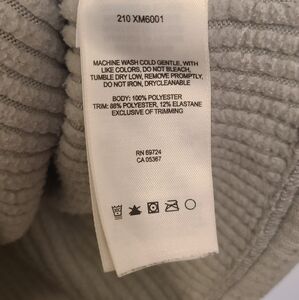 210 XM6001
MACHINE WASH COLD GENTLE, WITH
LIKE COLORS, DO NOT BLEACH,
TUMBLE DRY LOW, REMOVE PROMPTLY,
DO NOT IRON, DRYCLEANABLE
BODY: 100% POLYESTER
TRIM: 88% POLYESTER, 12% ELASTANE
EXCLUSIVE OF TRIMMING
RN 69724
CA 05367